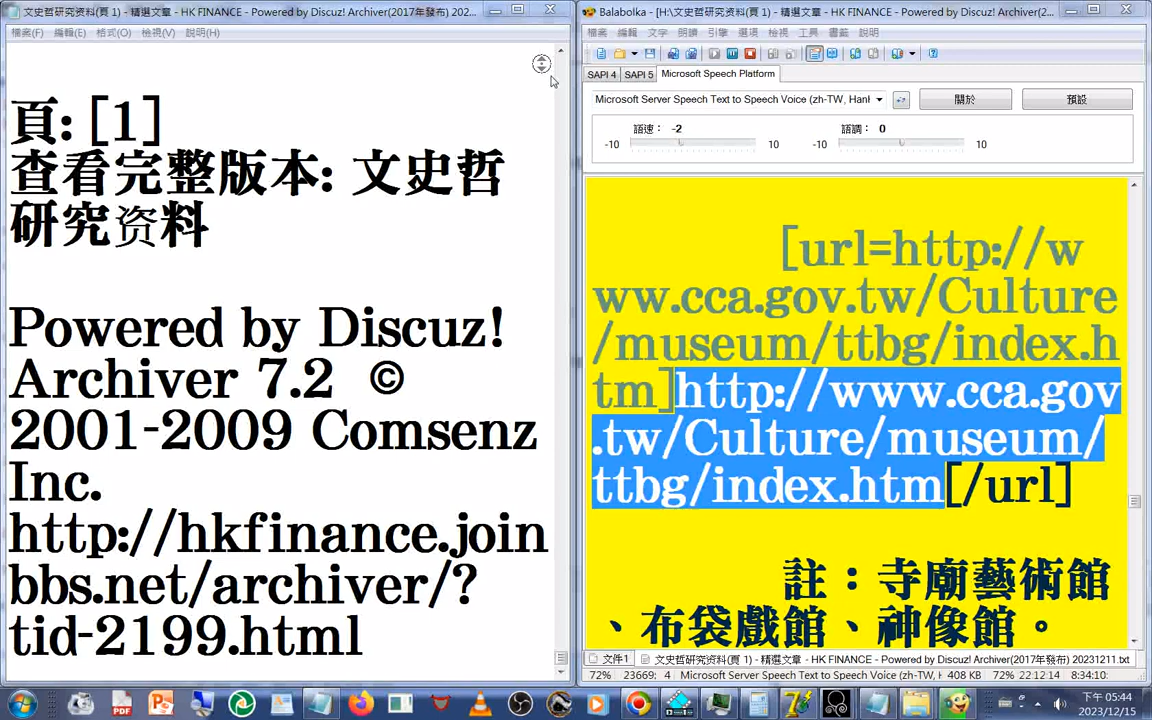 文史哲研究资料(頁 1) - 精選文章 - HK FINANCE - Powered by Discuz! Archiver(2017年發布) 202...
檔案(F) 編輯(E) 格式(O) 檢視(V) 說明(H)
頁: [1]
查看完整版本: 文史哲
研究资料
Powered by Discuz!
Archiver 7.2 ©
2001-2009 Comsenz
Inc.
http://hkfinance.join
bbs.net/archiver/?
tid-2199.html
Balabolka - [H:\文史哲研究资料(頁 1) - 精選文章 - HK FINANCE - Powered by Discuz! Archiver(2...
檔案 編輯 文字 朗讀 引擎 選項 檢視 工具 書籤 說明
SAPI 4 SAPI 5 Microsoft Speech Platform
Microsoft Server Speech Text to Speech Voice (zh-TW, Hanl
關於 預設
語速： -2 語調： 0
-10 10 -10 10
[url=http://w
ww.cca.gov.tw/Culture
/museum/ttbg/index.h
tm]http://www.cca.gov
.tw/Culture/museum/
ttbg/index.htm[/url]
註：寺廟藝術館
、布袋戲館、神像館。
文件1 文史哲研究资料(頁 1) - 精選文章 - HK FINANCE - Powered by Discuz! Archiver(2017年發布) 20231211.txt
72% 23669: 4 Microsoft Speech Platform Microsoft Server Speech Text to Speech Voice (zh-T 408 KB 72% 22:12:14 8:34:10
下午 05:44
2023/12/15